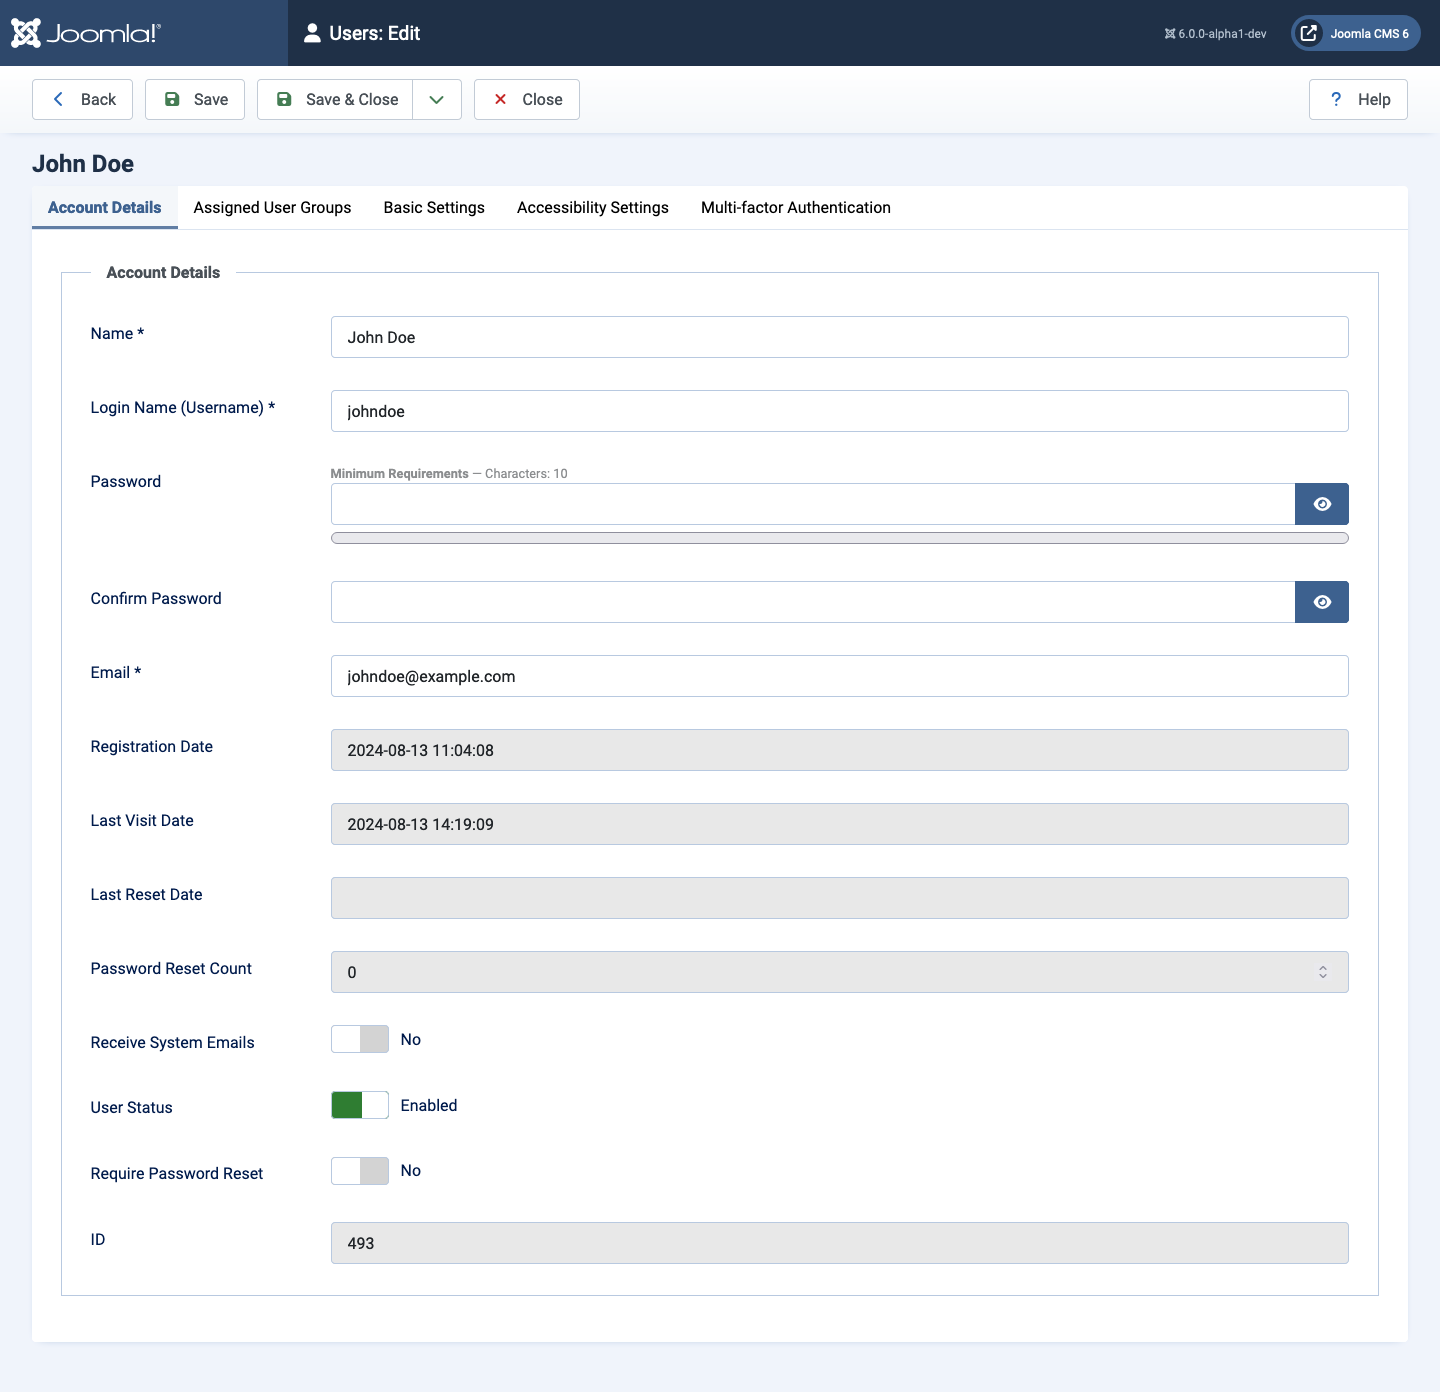 Joomla!®
Users: Edit
6.0.0-alpha1-dev
Joomla CMS 6
Back
Save
Save & Close
Close
Help
John Doe
Account Details
Assigned User Groups
Basic Settings
Accessibility Settings
Multi-factor Authentication
Account Details
Name *
John Doe
Login Name (Username) *
johndoe
Password
Minimum Requirements — Characters: 10
Confirm Password
Email *
johndoe@example.com
Registration Date
2024-08-13 11:04:08
Last Visit Date
2024-08-13 14:19:09
Last Reset Date
Password Reset Count
0
Receive System Emails
No
User Status
Enabled
Require Password Reset
No
ID
493